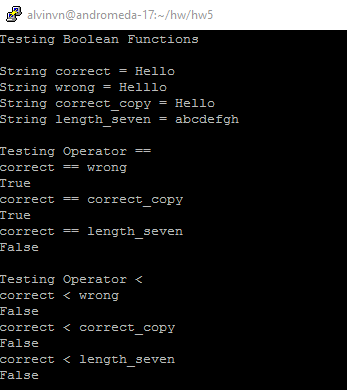 alvinvn@andromeda-17:~/hw/hw5
Testing Boolean Functions
String correct = Hello
String wrong = Helllo
String correct_copy = Hello
String length_seven = abcdefgh
Testing Operator ==
correct == wrong
True
correct == correct_copy
True
correct == length_seven
False
Testing Operator <
correct < wrong
False
correct < correct_copy
False
correct < length_seven
False